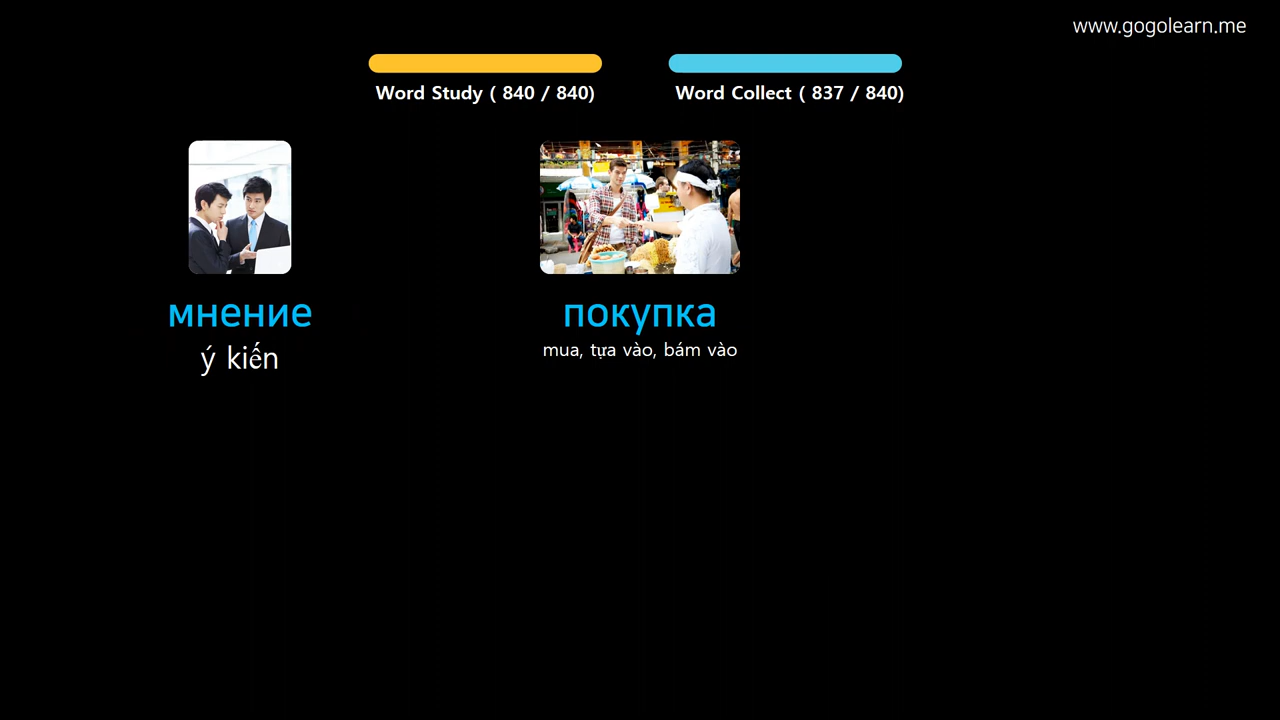 www.gogolearn.me
Word Study ( 840 / 840)
Word Collect ( 837 / 840)
мнение
ý kiến
покупка
mua, tựa vào, bám vào